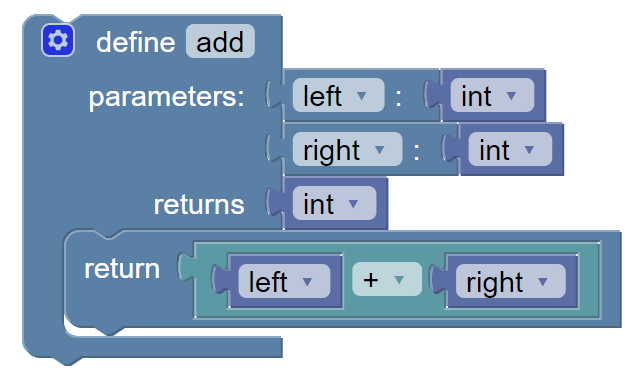 define add
parameters: left : int
right : int
returns int
return left + right